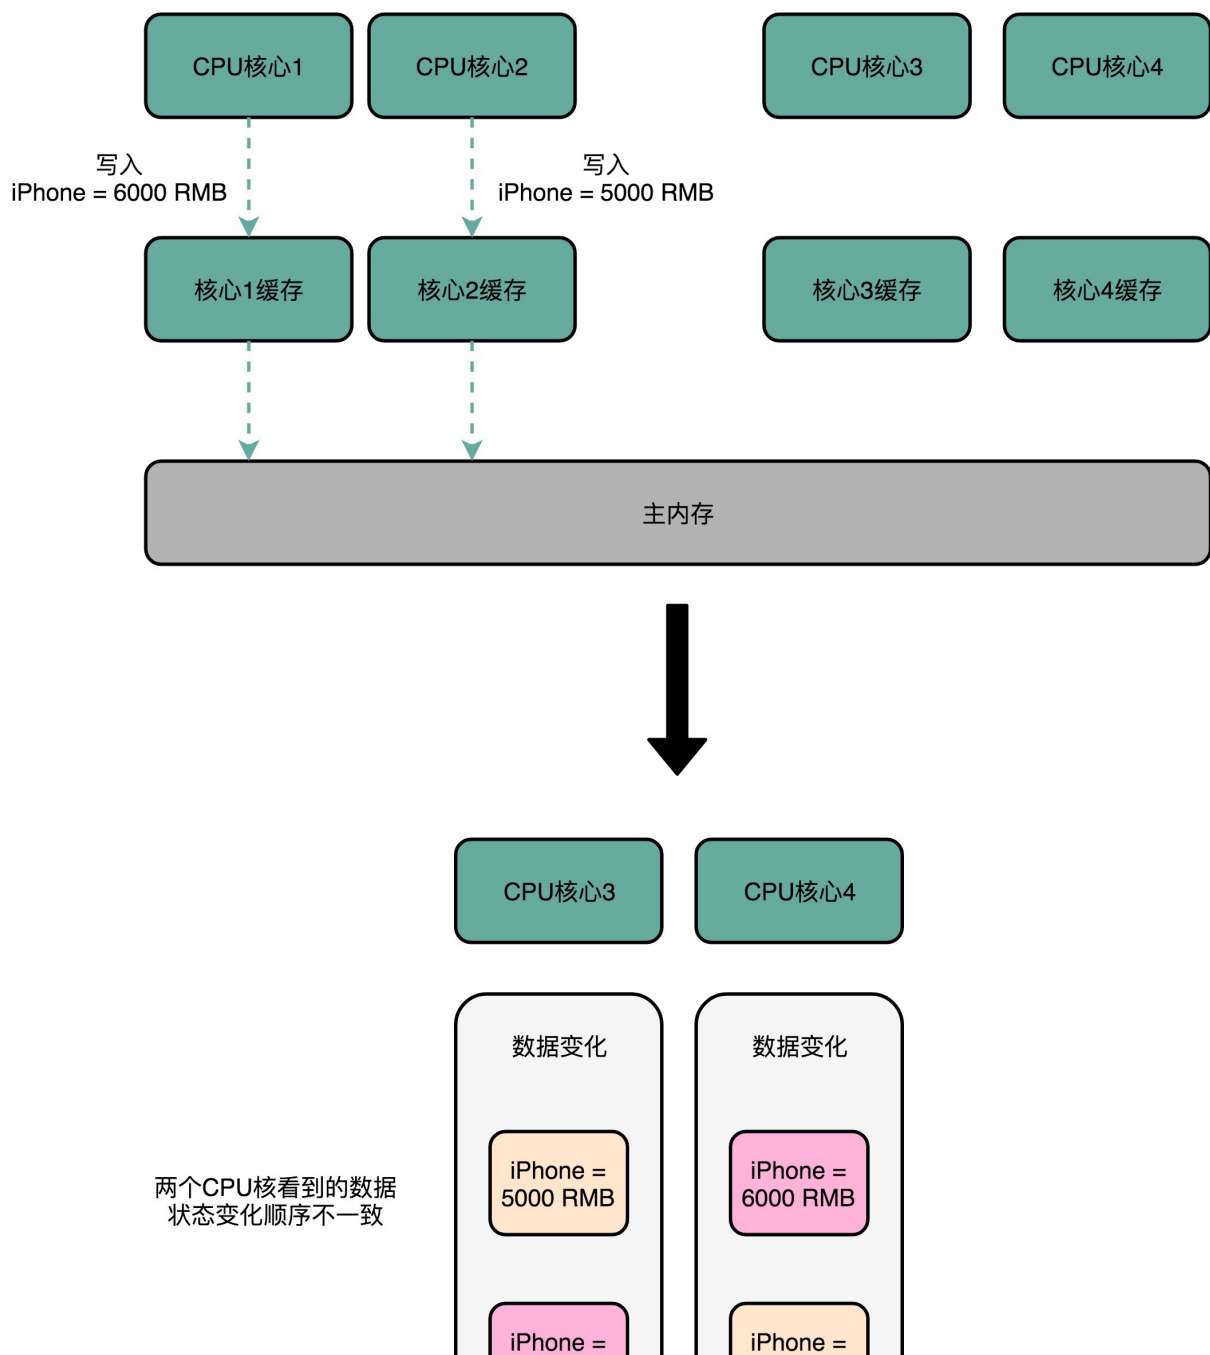 CPU核心1
CPU核心2
CPU核心3
CPU核心4
写入
iPhone = 6000 RMB
写入
iPhone = 5000 RMB
核心1缓存
核心2缓存
核心3缓存
核心4缓存
主内存
CPU核心3
CPU核心4
数据变化
数据变化
iPhone =
5000 RMB
iPhone =
6000 RMB
两个CPU核看到的数据
状态变化顺序不一致
iPhone =
iPhone =